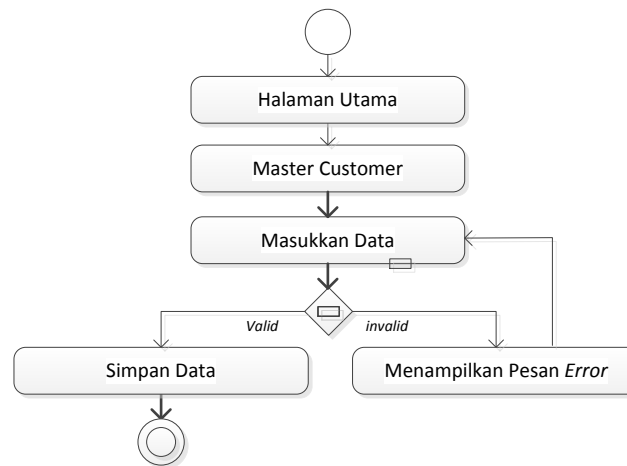 Halaman Utama
Master Customer
Masukkan Data
Valid
invalid
Simpan Data
Menampilkan Pesan Error